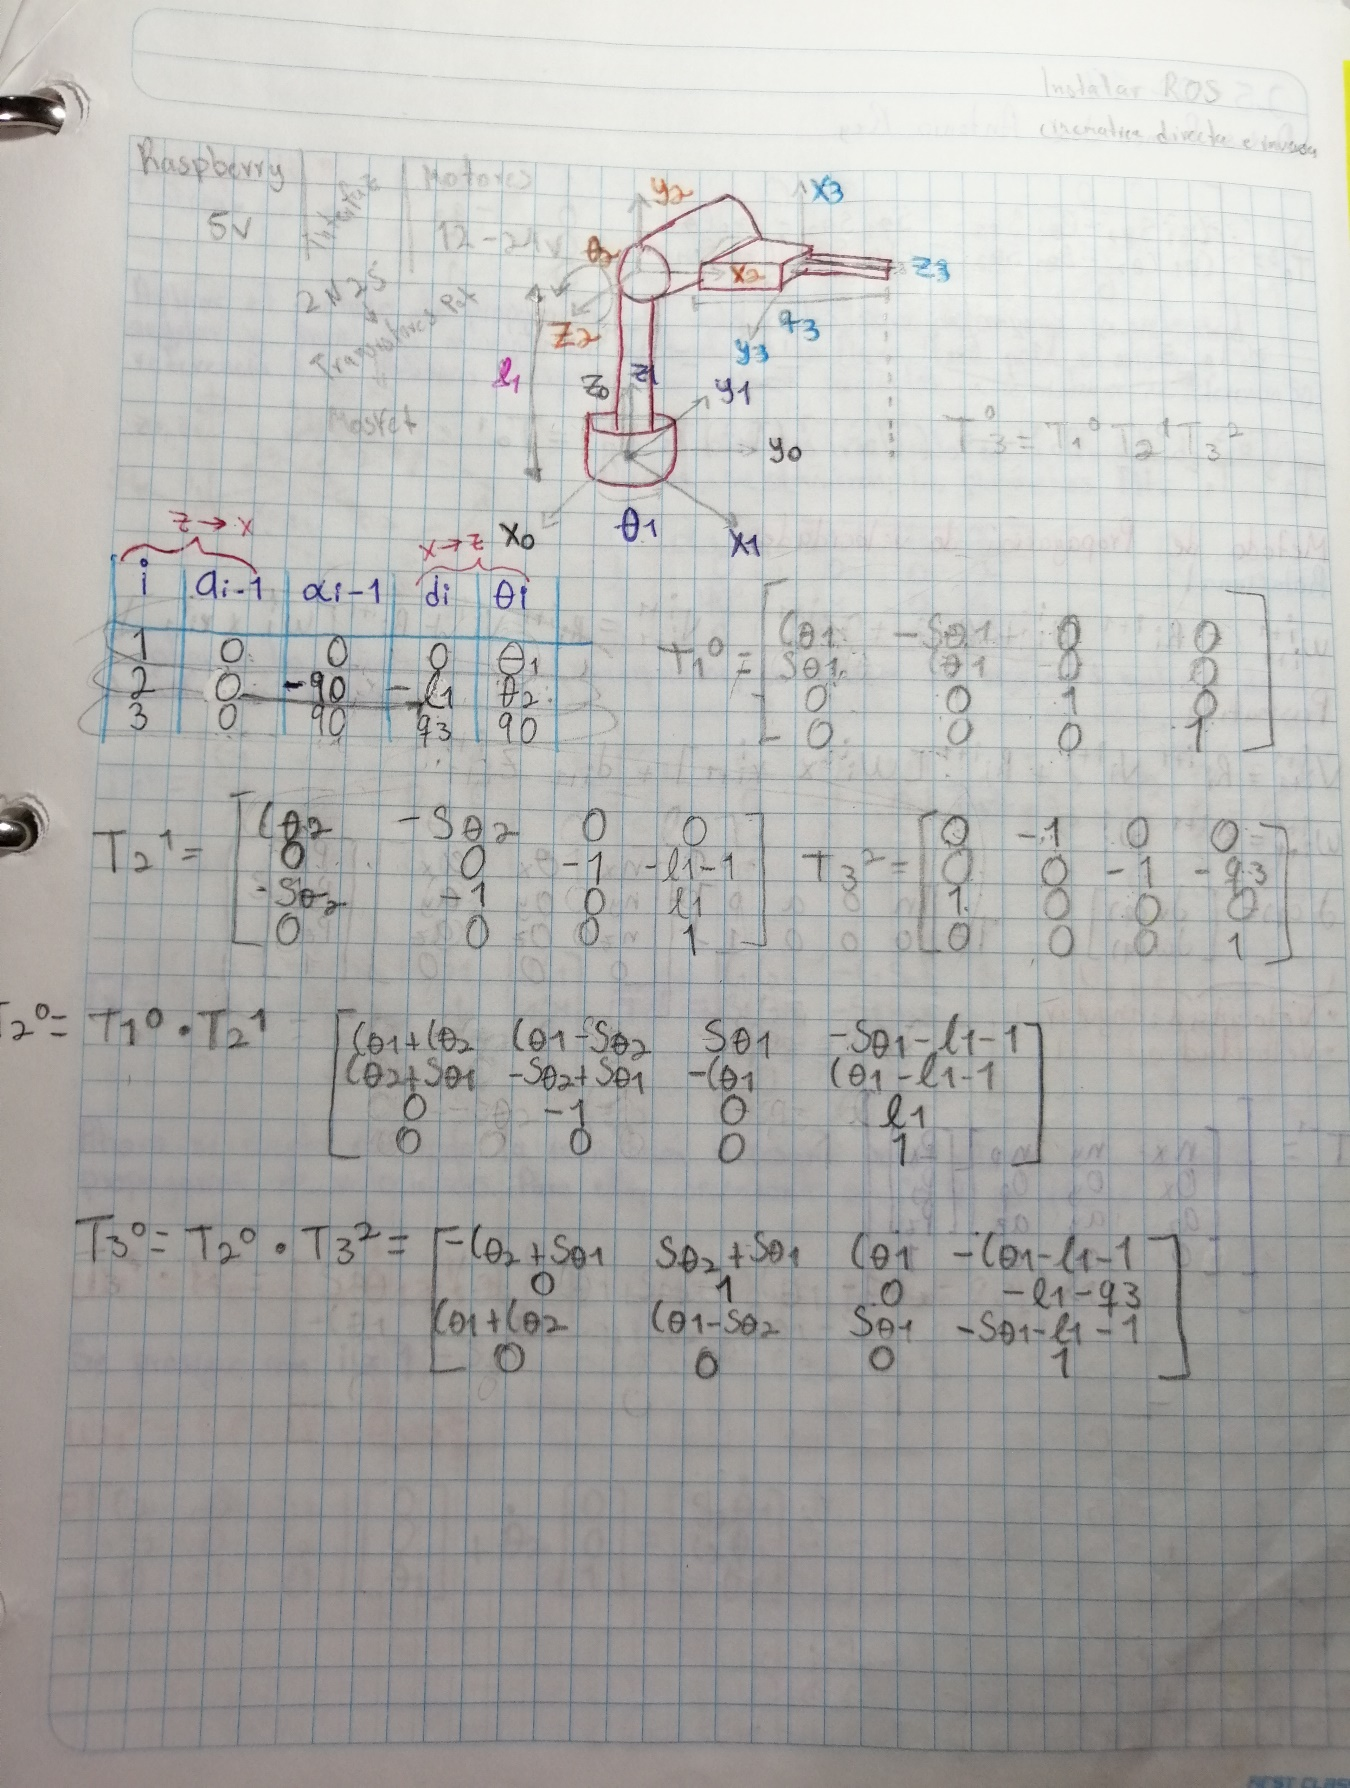 Instalar ROS
cinematica directa e inversa
Raspberry
Motores
5v
12-24v
2N25
Mosfet
y2
x3
θ2
x2
z3
z2
q3
y3
l1
z0 z1
y1
y0
x0 θ1 x1
T3⁰ = T1⁰ T2¹ T3²
z → x
x → z
i ai-1 αi-1 di θi
1 0 0 0 θ1
2 0 -90 -l1 θ2
3 0 90 q3 90
T1⁰ =
Cθ1 -Sθ1 0 0
Sθ1 Cθ1 0 0
0 0 1 0
0 0 0 1
T2¹ =
Cθ2 -Sθ2 0 0
0 0 -1 -l1-1
-Sθ2 -1 0 l1
0 0 0 1
T3² =
0 -1 0 0
0 0 -1 -q3
1 0 0 0
0 0 0 1
T2⁰ = T1⁰ • T2¹
Cθ1+Cθ2 Cθ1-Sθ2 Sθ1 -Sθ1-l1-1
Cθ2+Sθ1 -Sθ2+Sθ1 -Cθ1 Cθ1-l1-1
0 -1 0 l1
0 0 0 1
T3⁰ = T2⁰ • T3² =
-Cθ2+Sθ1 Sθ2+Sθ1 Cθ1 -Cθ1-l1-1
0 1 0 -l1-q3
Cθ1+Cθ2 Cθ1-Sθ2 Sθ1 -Sθ1-l1-1
0 0 0 1